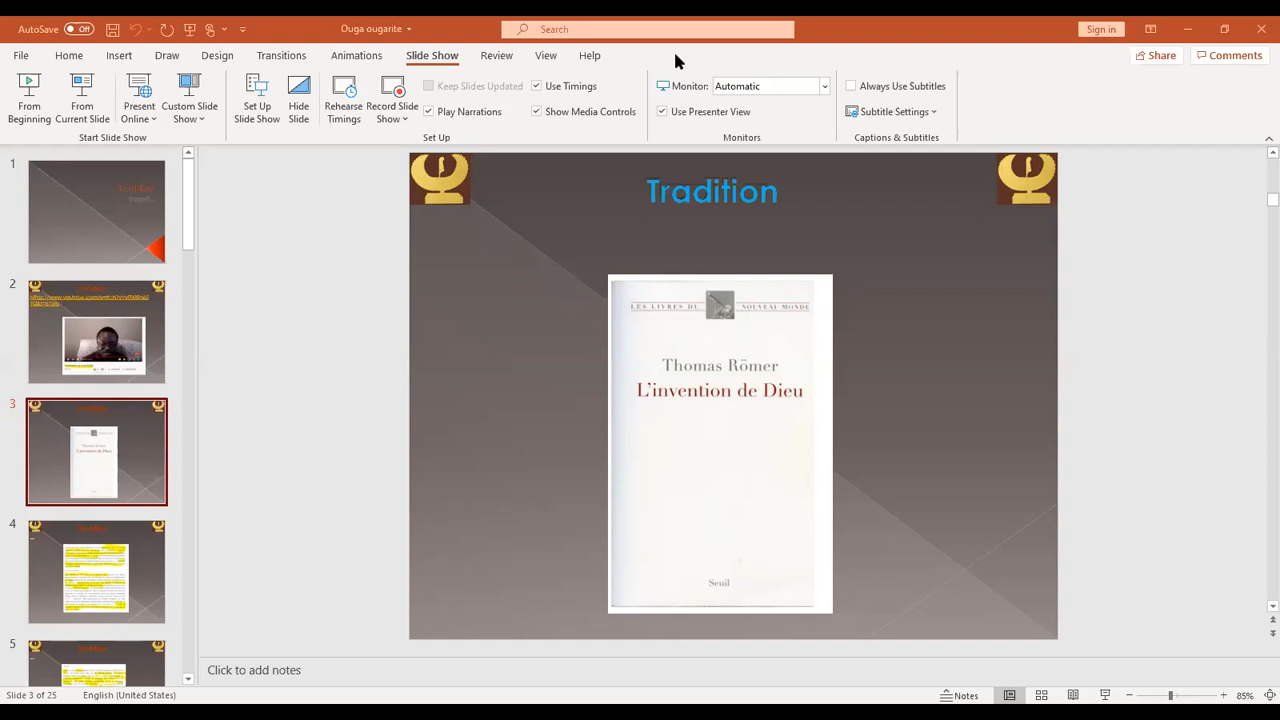 AutoSave Off
Ouga ougarite
Search
Sign in
File Home Insert Draw Design Transitions Animations Slide Show Review View Help
Share Comments
From Beginning
From Current Slide
Present Online
Custom Slide Show
Set Up Slide Show
Hide Slide
Rehearse Timings
Record Slide Show
Keep Slides Updated
Play Narrations
Use Timings
Show Media Controls
Monitor: Automatic
Use Presenter View
Always Use Subtitles
Subtitle Settings
Start Slide Show
Set Up
Monitors
Captions & Subtitles
1
2
3
4
5
Tradition
LES LIVRES DU NOUVEAU MONDE
Thomas Römer
L'invention de Dieu
Seuil
Click to add notes
Slide 3 of 25
English (United States)
Notes
85%